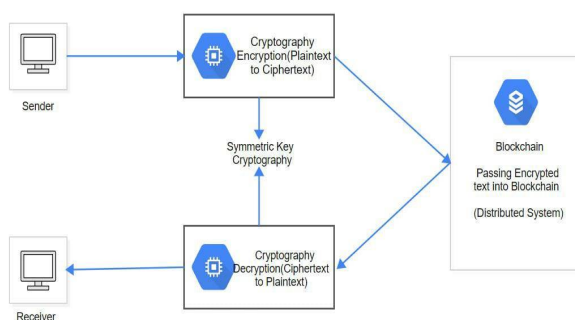 Sender
Cryptography
Encryption(Plaintext
to Ciphertext)
Symmetric Key
Cryptography
Blockchain
Passing Encrypted
text into Blockchain
(Distributed System)
Cryptography
Decryption(Ciphertext
to Plaintext)
Receiver